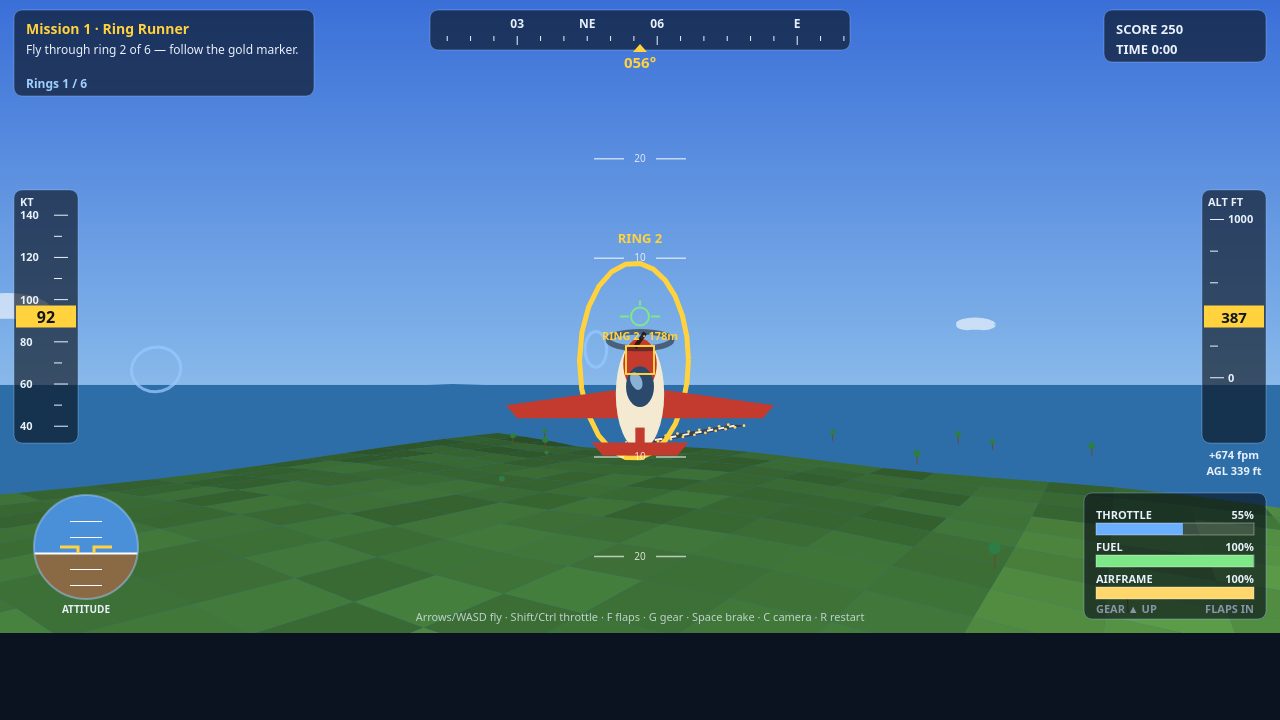 Mission 1 · Ring Runner
Fly through ring 2 of 6 — follow the gold marker.
Rings 1 / 6
03 NE 06 E
056°
SCORE 250
TIME 0:00
20
KT
140
120
100
92
80
60
40
ALT FT
1000
387
0
+674 fpm
AGL 339 ft
RING 2
10
RING 2 · 178m
10
20
ATTITUDE
THROTTLE 55%
FUEL 100%
AIRFRAME 100%
GEAR ▲ UP FLAPS IN
Arrows/WASD fly · Shift/Ctrl throttle · F flaps · G gear · Space brake · C camera · R restart